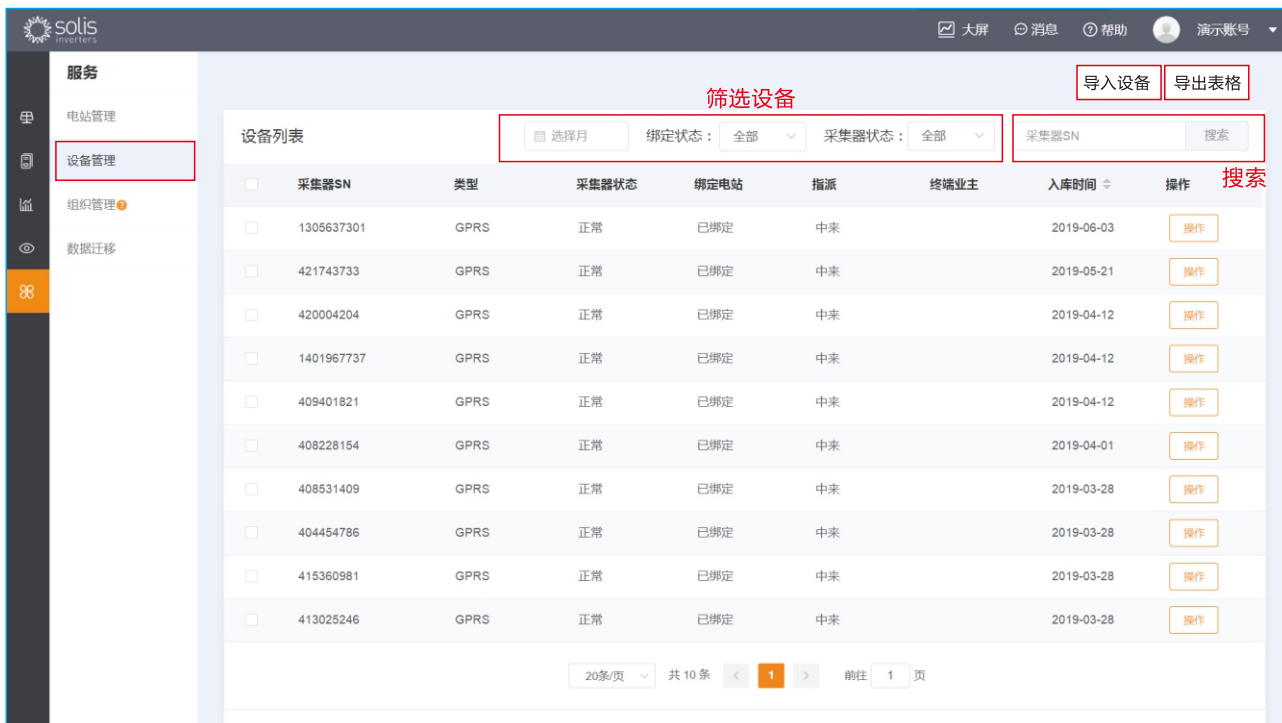 solis
inverters
大屏 消息 帮助 演示账号
服务
电站管理
设备管理
组织管理
数据迁移
导入设备 导出表格
筛选设备
设备列表 选择月 绑定状态： 全部 采集器状态： 全部 采集器SN 搜索
搜索
采集器SN 类型 采集器状态 绑定电站 指派 终端业主 入库时间 操作
1305637301 GPRS 正常 已绑定 中来 2019-06-03 操作
421743733 GPRS 正常 已绑定 中来 2019-05-21 操作
420004204 GPRS 正常 已绑定 中来 2019-04-12 操作
1401967737 GPRS 正常 已绑定 中来 2019-04-12 操作
409401821 GPRS 正常 已绑定 中来 2019-04-12 操作
408228154 GPRS 正常 已绑定 中来 2019-04-01 操作
408531409 GPRS 正常 已绑定 中来 2019-03-28 操作
404454786 GPRS 正常 已绑定 中来 2019-03-28 操作
415360981 GPRS 正常 已绑定 中来 2019-03-28 操作
413025246 GPRS 正常 已绑定 中来 2019-03-28 操作
20条/页 共 10 条 < 1 > 前往 1 页